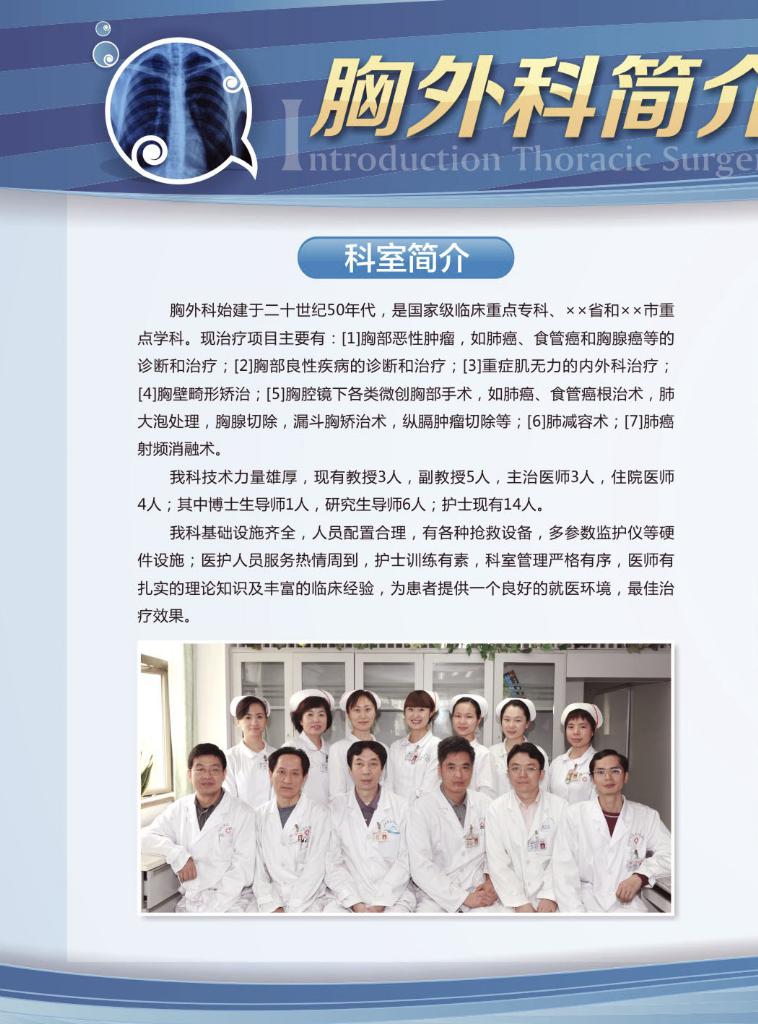 胸外科简介
Introduction Thoracic Surger
科室简介
胸外科始建于二十世纪50年代，是国家级临床重点专科、××省和××市重
点学科。现治疗项目主要有：[1]胸部恶性肿瘤，如肺癌、食管癌和胸腺癌等的
诊断和治疗；[2]胸部良性疾病的诊断和治疗；[3]重症肌无力的内外科治疗；
[4]胸壁畸形矫治；[5]胸腔镜下各类微创胸部手术，如肺癌、食管癌根治术，肺
大泡处理，胸腺切除，漏斗胸矫治术，纵膈肿瘤切除等；[6]肺减容术；[7]肺癌
射频消融术。
我科技术力量雄厚，现有教授3人，副教授5人，主治医师3人，住院医师
4人；其中博士生导师1人，研究生导师6人；护士现有14人。
我科基础设施齐全，人员配置合理，有各种抢救设备，多参数监护仪等硬
件设施；医护人员服务热情周到，护士训练有素，科室管理严格有序，医师有
扎实的理论知识及丰富的临床经验，为患者提供一个良好的就医环境，最佳治
疗效果。